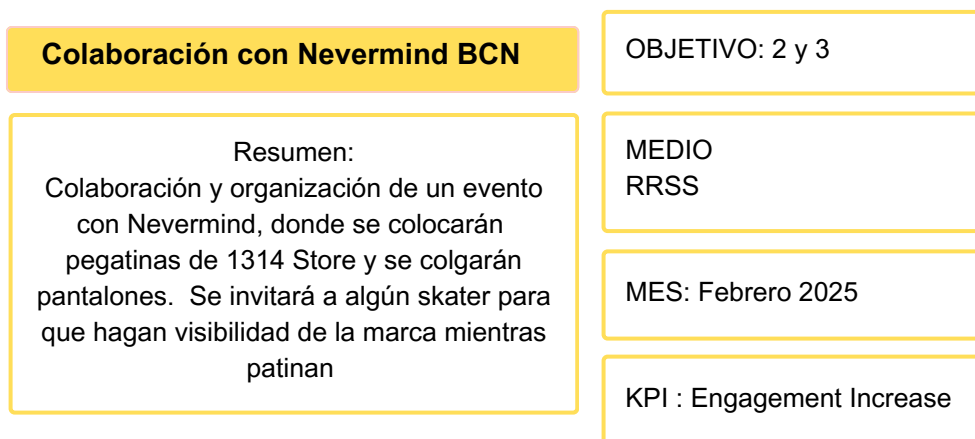 Colaboración con Nevermind BCN
Resumen:
Colaboración y organización de un evento
con Nevermind, donde se colocarán
pegatinas de 1314 Store y se colgarán
pantalones.  Se invitará a algún skater para
que hagan visibilidad de la marca mientras
patinan
OBJETIVO: 2 y 3
MEDIO
RRSS
MES: Febrero 2025
KPI : Engagement Increase